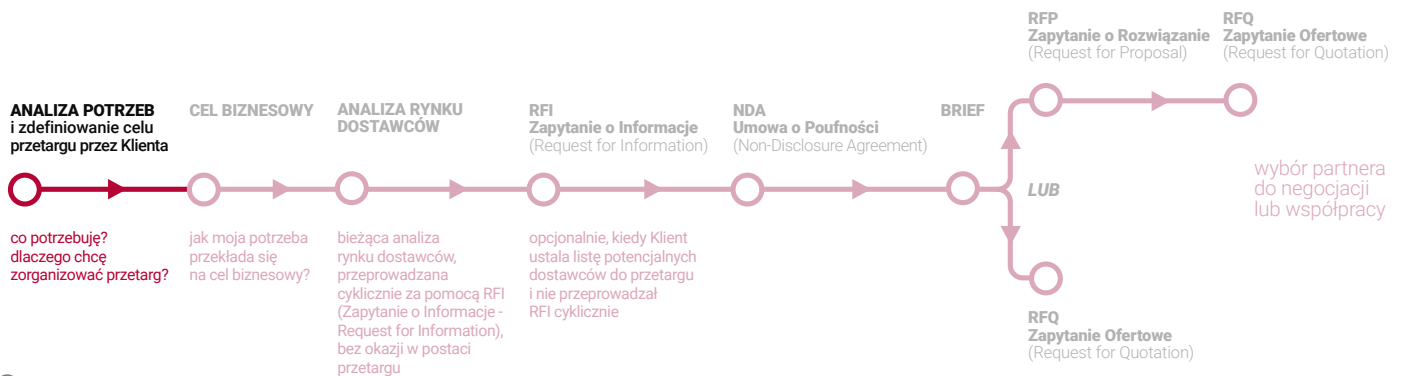 ANALIZA POTRZEB
i zdefiniowanie celu
przetargu przez Klienta
co potrzebuję?
dlaczego chcę
zorganizować przetarg?
CEL BIZNESOWY
jak moja potrzeba
przekłada się
na cel biznesowy?
ANALIZA RYNKU
DOSTAWCÓW
bieżąca analiza
rynku dostawców,
przeprowadzana
cyklicznie za pomocą RFI
(Zapytanie o Informacje -
Request for Information),
bez okazji w postaci
przetargu
RFI
Zapytanie o Informacje
(Request for Information)
opcjonalnie, kiedy Klient
ustala listę potencjalnych
dostawców do przetargu
i nie przeprowadzał
RFI cyklicznie
NDA
Umowa o Poufności
(Non-Disclosure Agreement)
BRIEF
LUB
RFP
Zapytanie o Rozwiązanie
(Request for Proposal)
RFQ
Zapytanie Ofertowe
(Request for Quotation)
RFQ
Zapytanie Ofertowe
(Request for Quotation)
wybór partnera
do negocjacji
lub współpracy